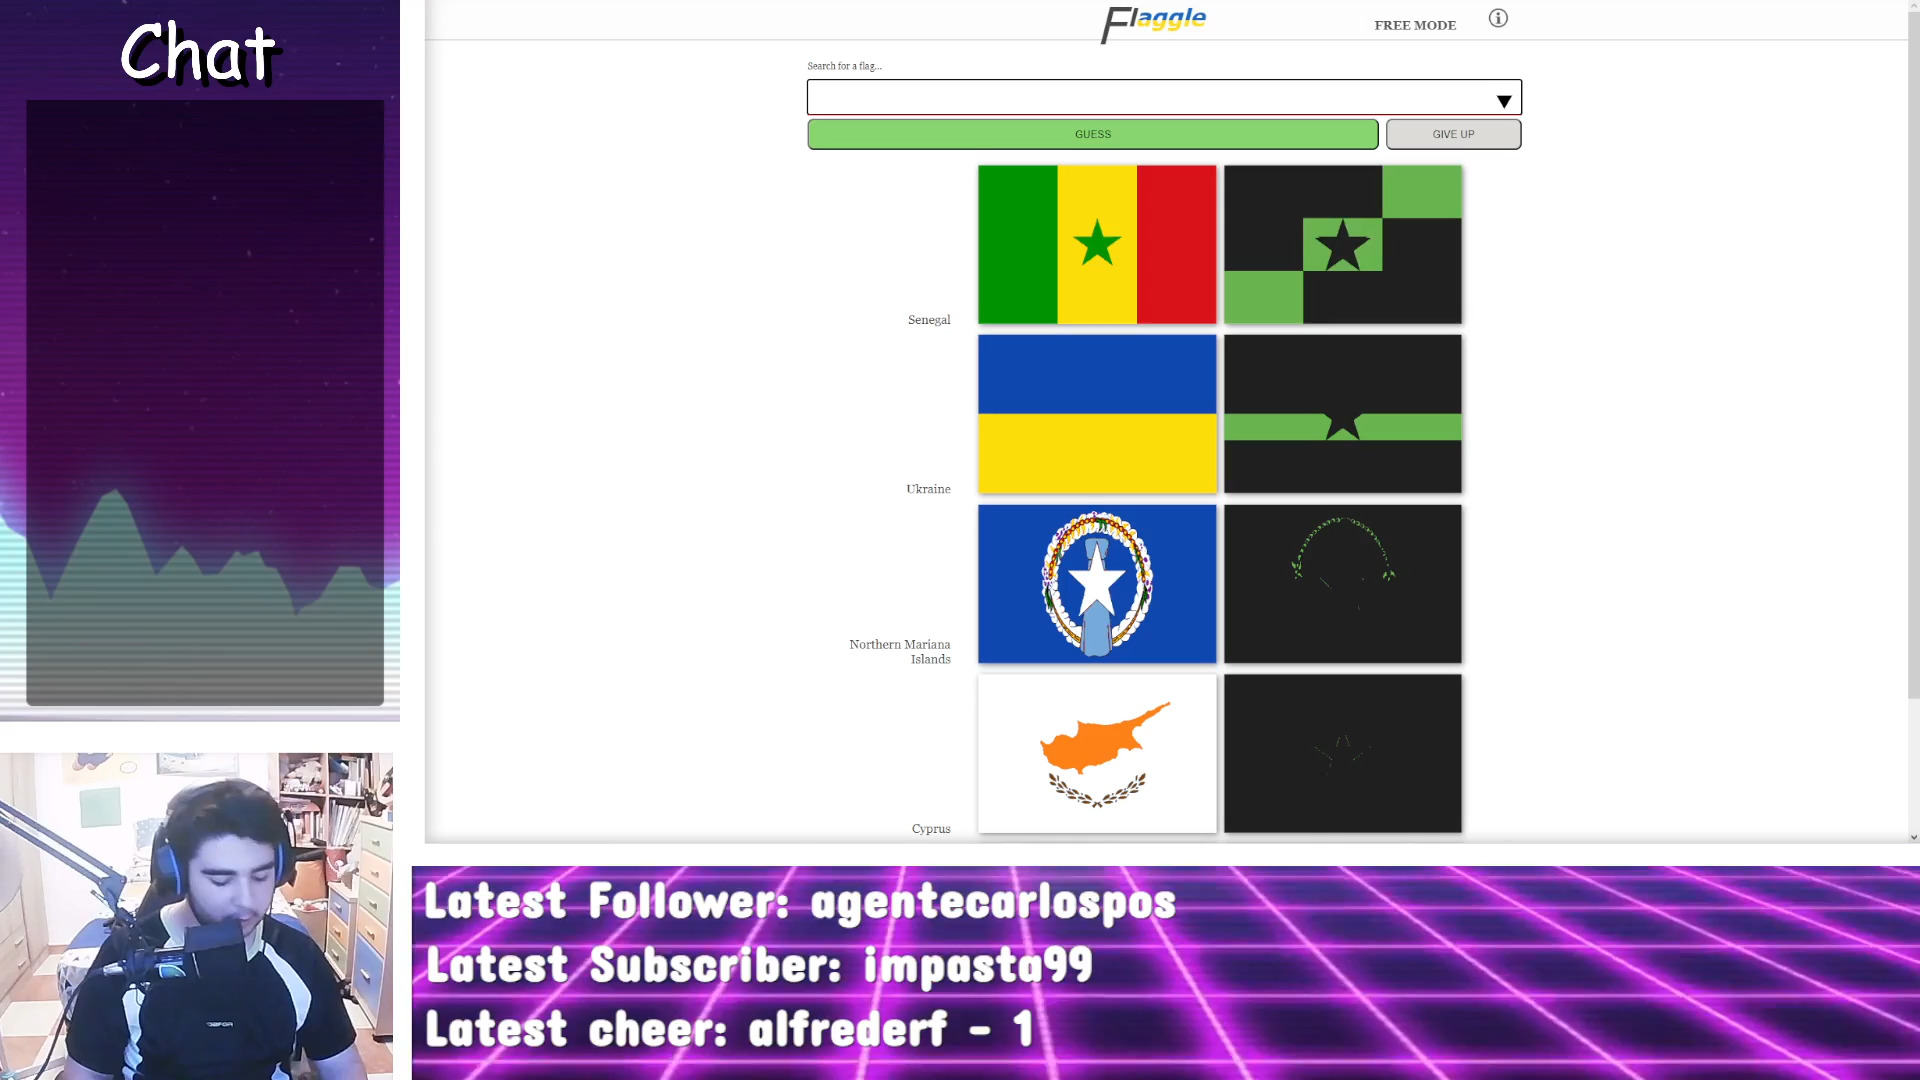 Chat
Flaggle
FREE MODE
Search for a flag...
GUESS
GIVE UP
Senegal
Ukraine
Northern Mariana
Islands
Cyprus
Latest Follower: agentecarlospos
Latest Subscriber: impasta99
Latest cheer: alfrederf - 1